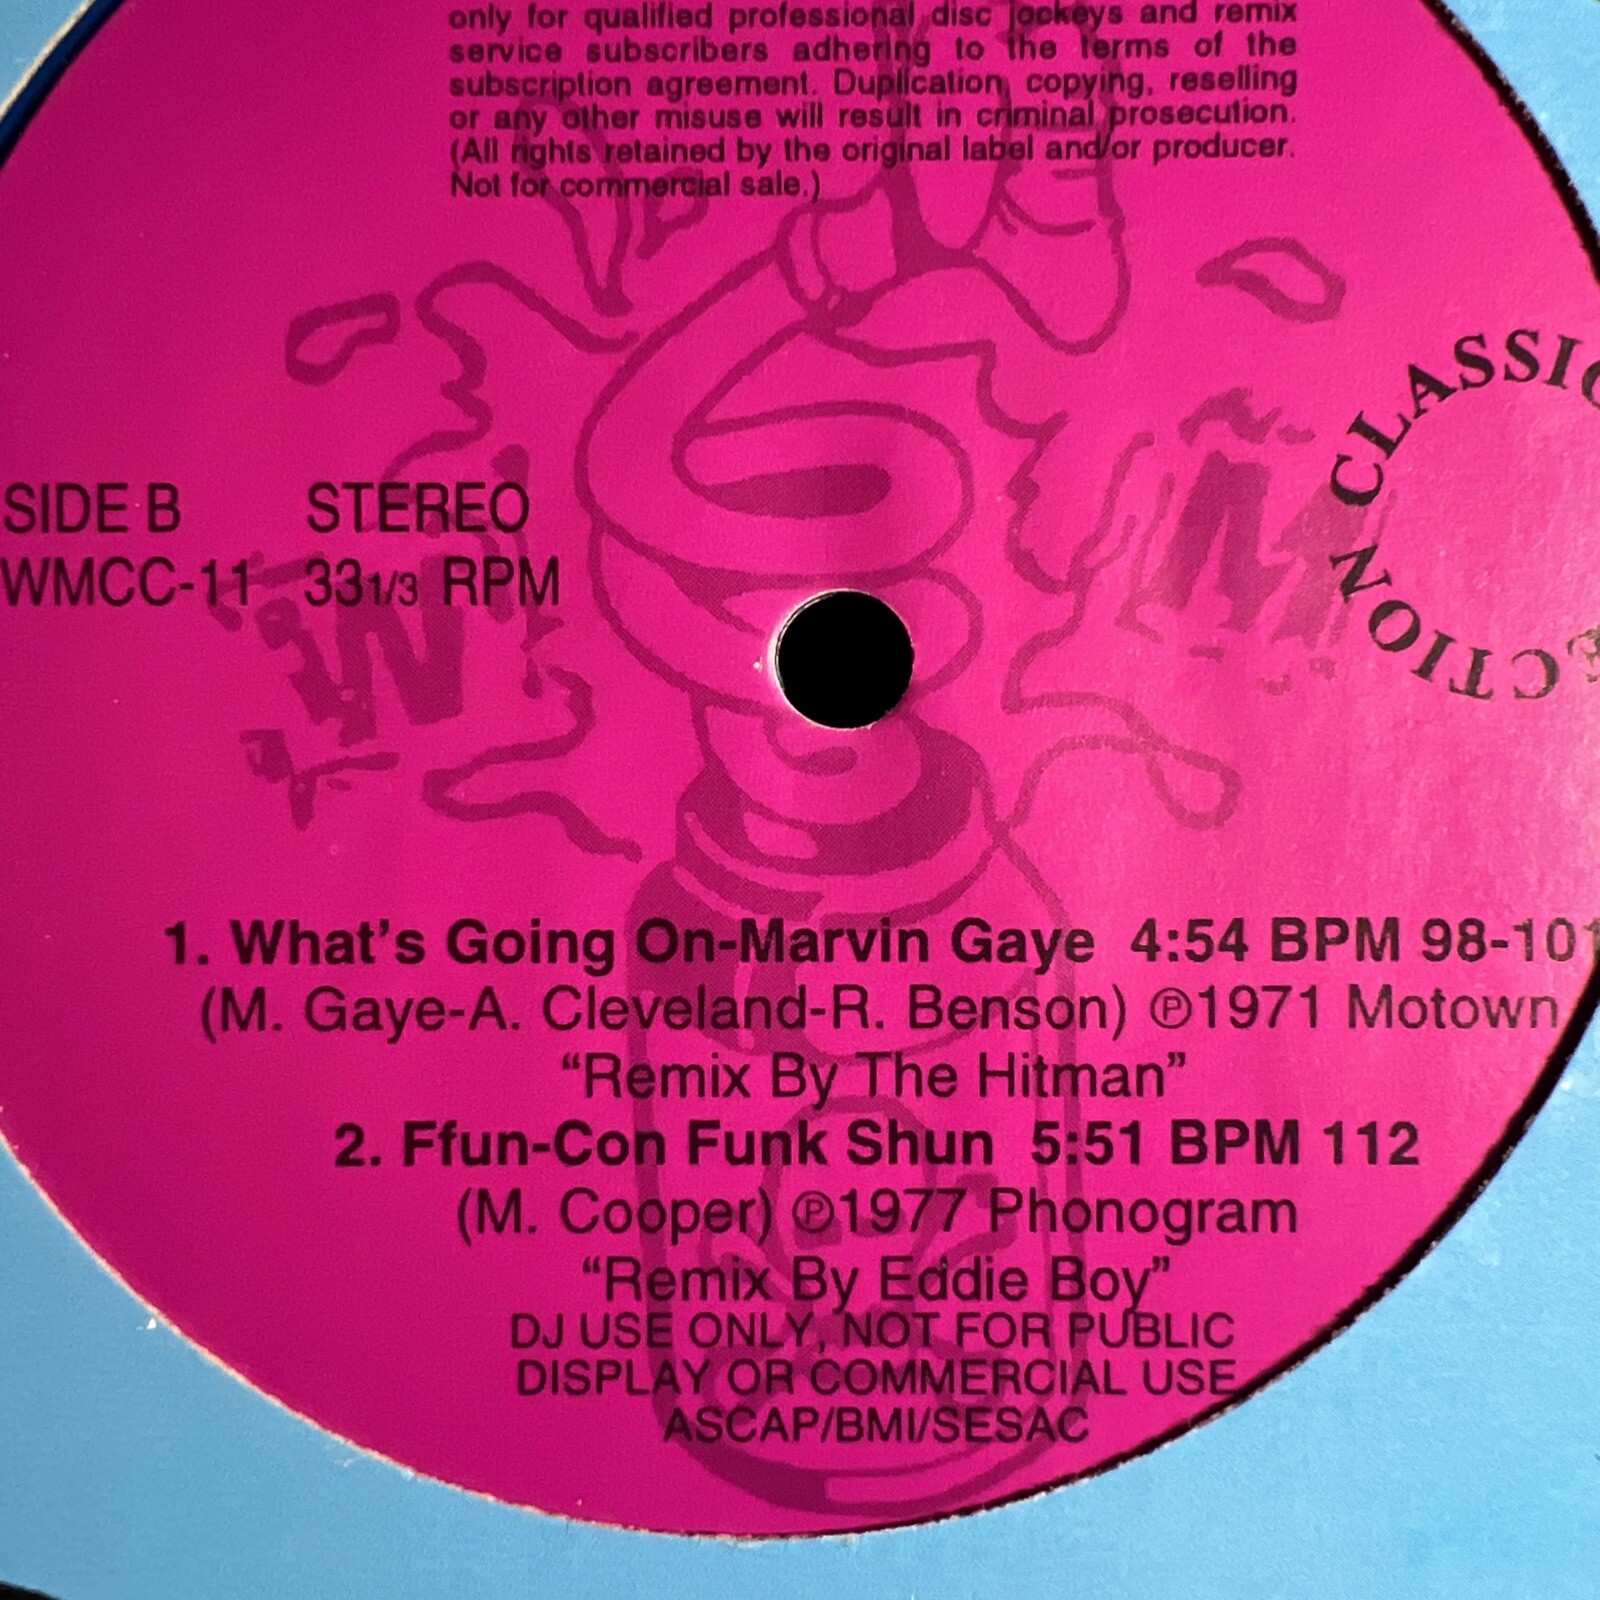 only for qualified professional disc jockeys and remix
service subscribers adhering to the terms of the
subscription agreement. Duplication, copying, reselling
or any other misuse will result in criminal prosecution.
(All rights retained by the original label and/or producer.
Not for commercial sale.)
CLASSIC
ECTION
SIDE B STEREO
WMCC-11 33 1/3 RPM
W M
1. What's Going On-Marvin Gaye 4:54 BPM 98-101
(M. Gaye-A. Cleveland-R. Benson) ℗1971 Motown
“Remix By The Hitman”
2. Ffun-Con Funk Shun 5:51 BPM 112
(M. Cooper) ℗1977 Phonogram
“Remix By Eddie Boy”
DJ USE ONLY, NOT FOR PUBLIC
DISPLAY OR COMMERCIAL USE
ASCAP/BMI/SESAC